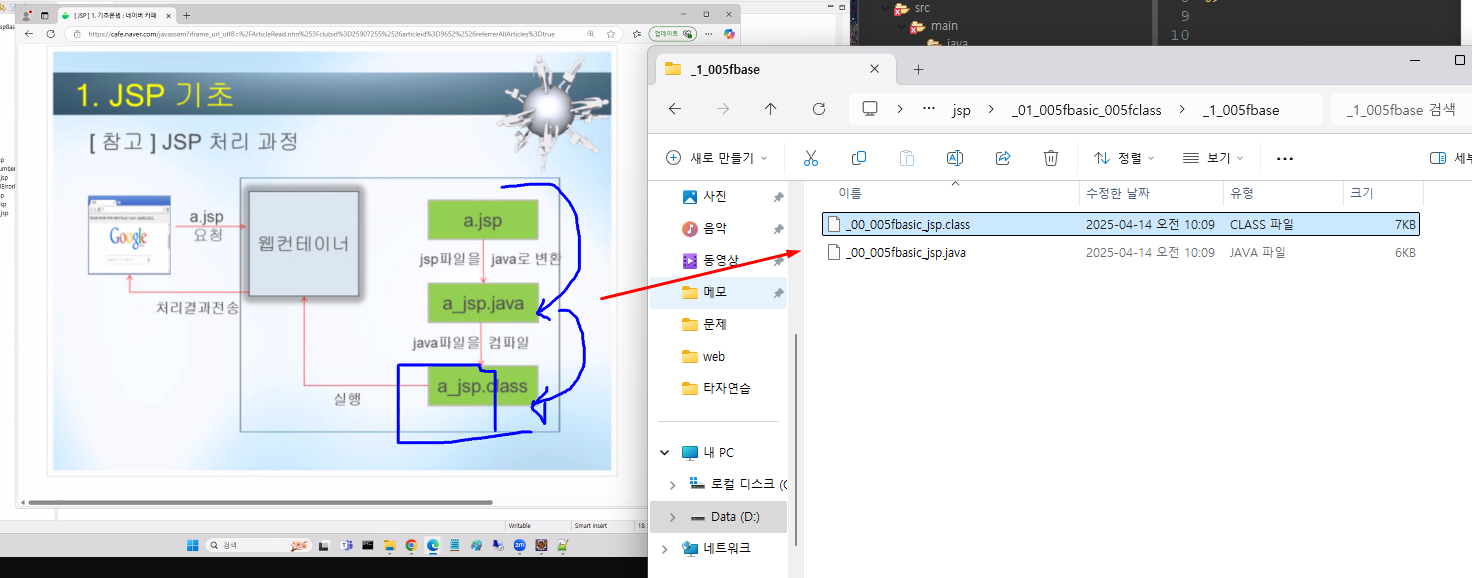 [ JSP ] 1. 기초문법 : 네이버 카페
https://cafe.naver.com/javassem?iframe_url_utf8=%2FArticleRead.nhn%253Fclubid%3D25907255%2526articleid%3D9652%2526referrerAllArticles%3Dtrue
업데이트
1. JSP 기초
[ 참고 ] JSP 처리 과정
a.jsp
요청
Google
웹컨테이너
처리결과전송
a.jsp
jsp파일을 java로 변환
a_jsp.java
java파일을 컴파일
a_jsp.class
실행
Writable
Smart Insert
18
검색
src
main
java
9
10
_1_005fbase
jsp
_01_005fbasic_005fclass
_1_005fbase
_1_005fbase 검색
새로 만들기
정렬
보기
세부
사진
음악
동영상
메모
문제
web
타자연습
내 PC
로컬 디스크 (C
Data (D:)
네트워크
이름
수정한 날짜
유형
크기
_00_005fbasic_jsp.class
2025-04-14 오전 10:09
CLASS 파일
7KB
_00_005fbasic_jsp.java
2025-04-14 오전 10:09
JAVA 파일
6KB